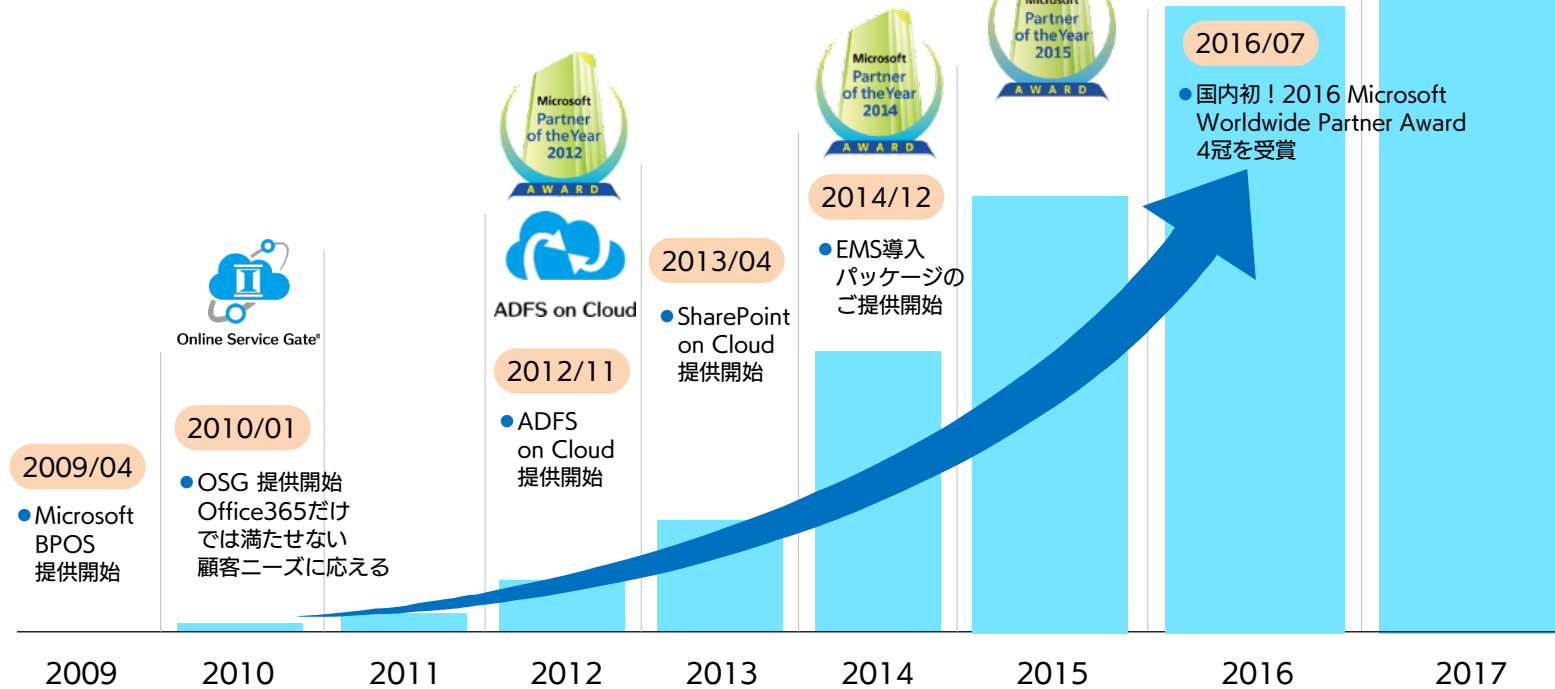 2009/04
●Microsoft
BPOS
提供開始
Online Service Gate®
2010/01
●OSG 提供開始
Office365だけ
では満たせない
顧客ニーズに応える
Microsoft
Partner
of the Year
2012
AWARD
ADFS on Cloud
2012/11
●ADFS
on Cloud
提供開始
2013/04
●SharePoint
on Cloud
提供開始
Microsoft
Partner
of the Year
2014
AWARD
2014/12
●EMS導入
パッケージの
ご提供開始
Microsoft
Partner
of the Year
2015
AWARD
2016/07
●国内初！2016 Microsoft
Worldwide Partner Award
4冠を受賞
2009
2010
2011
2012
2013
2014
2015
2016
2017